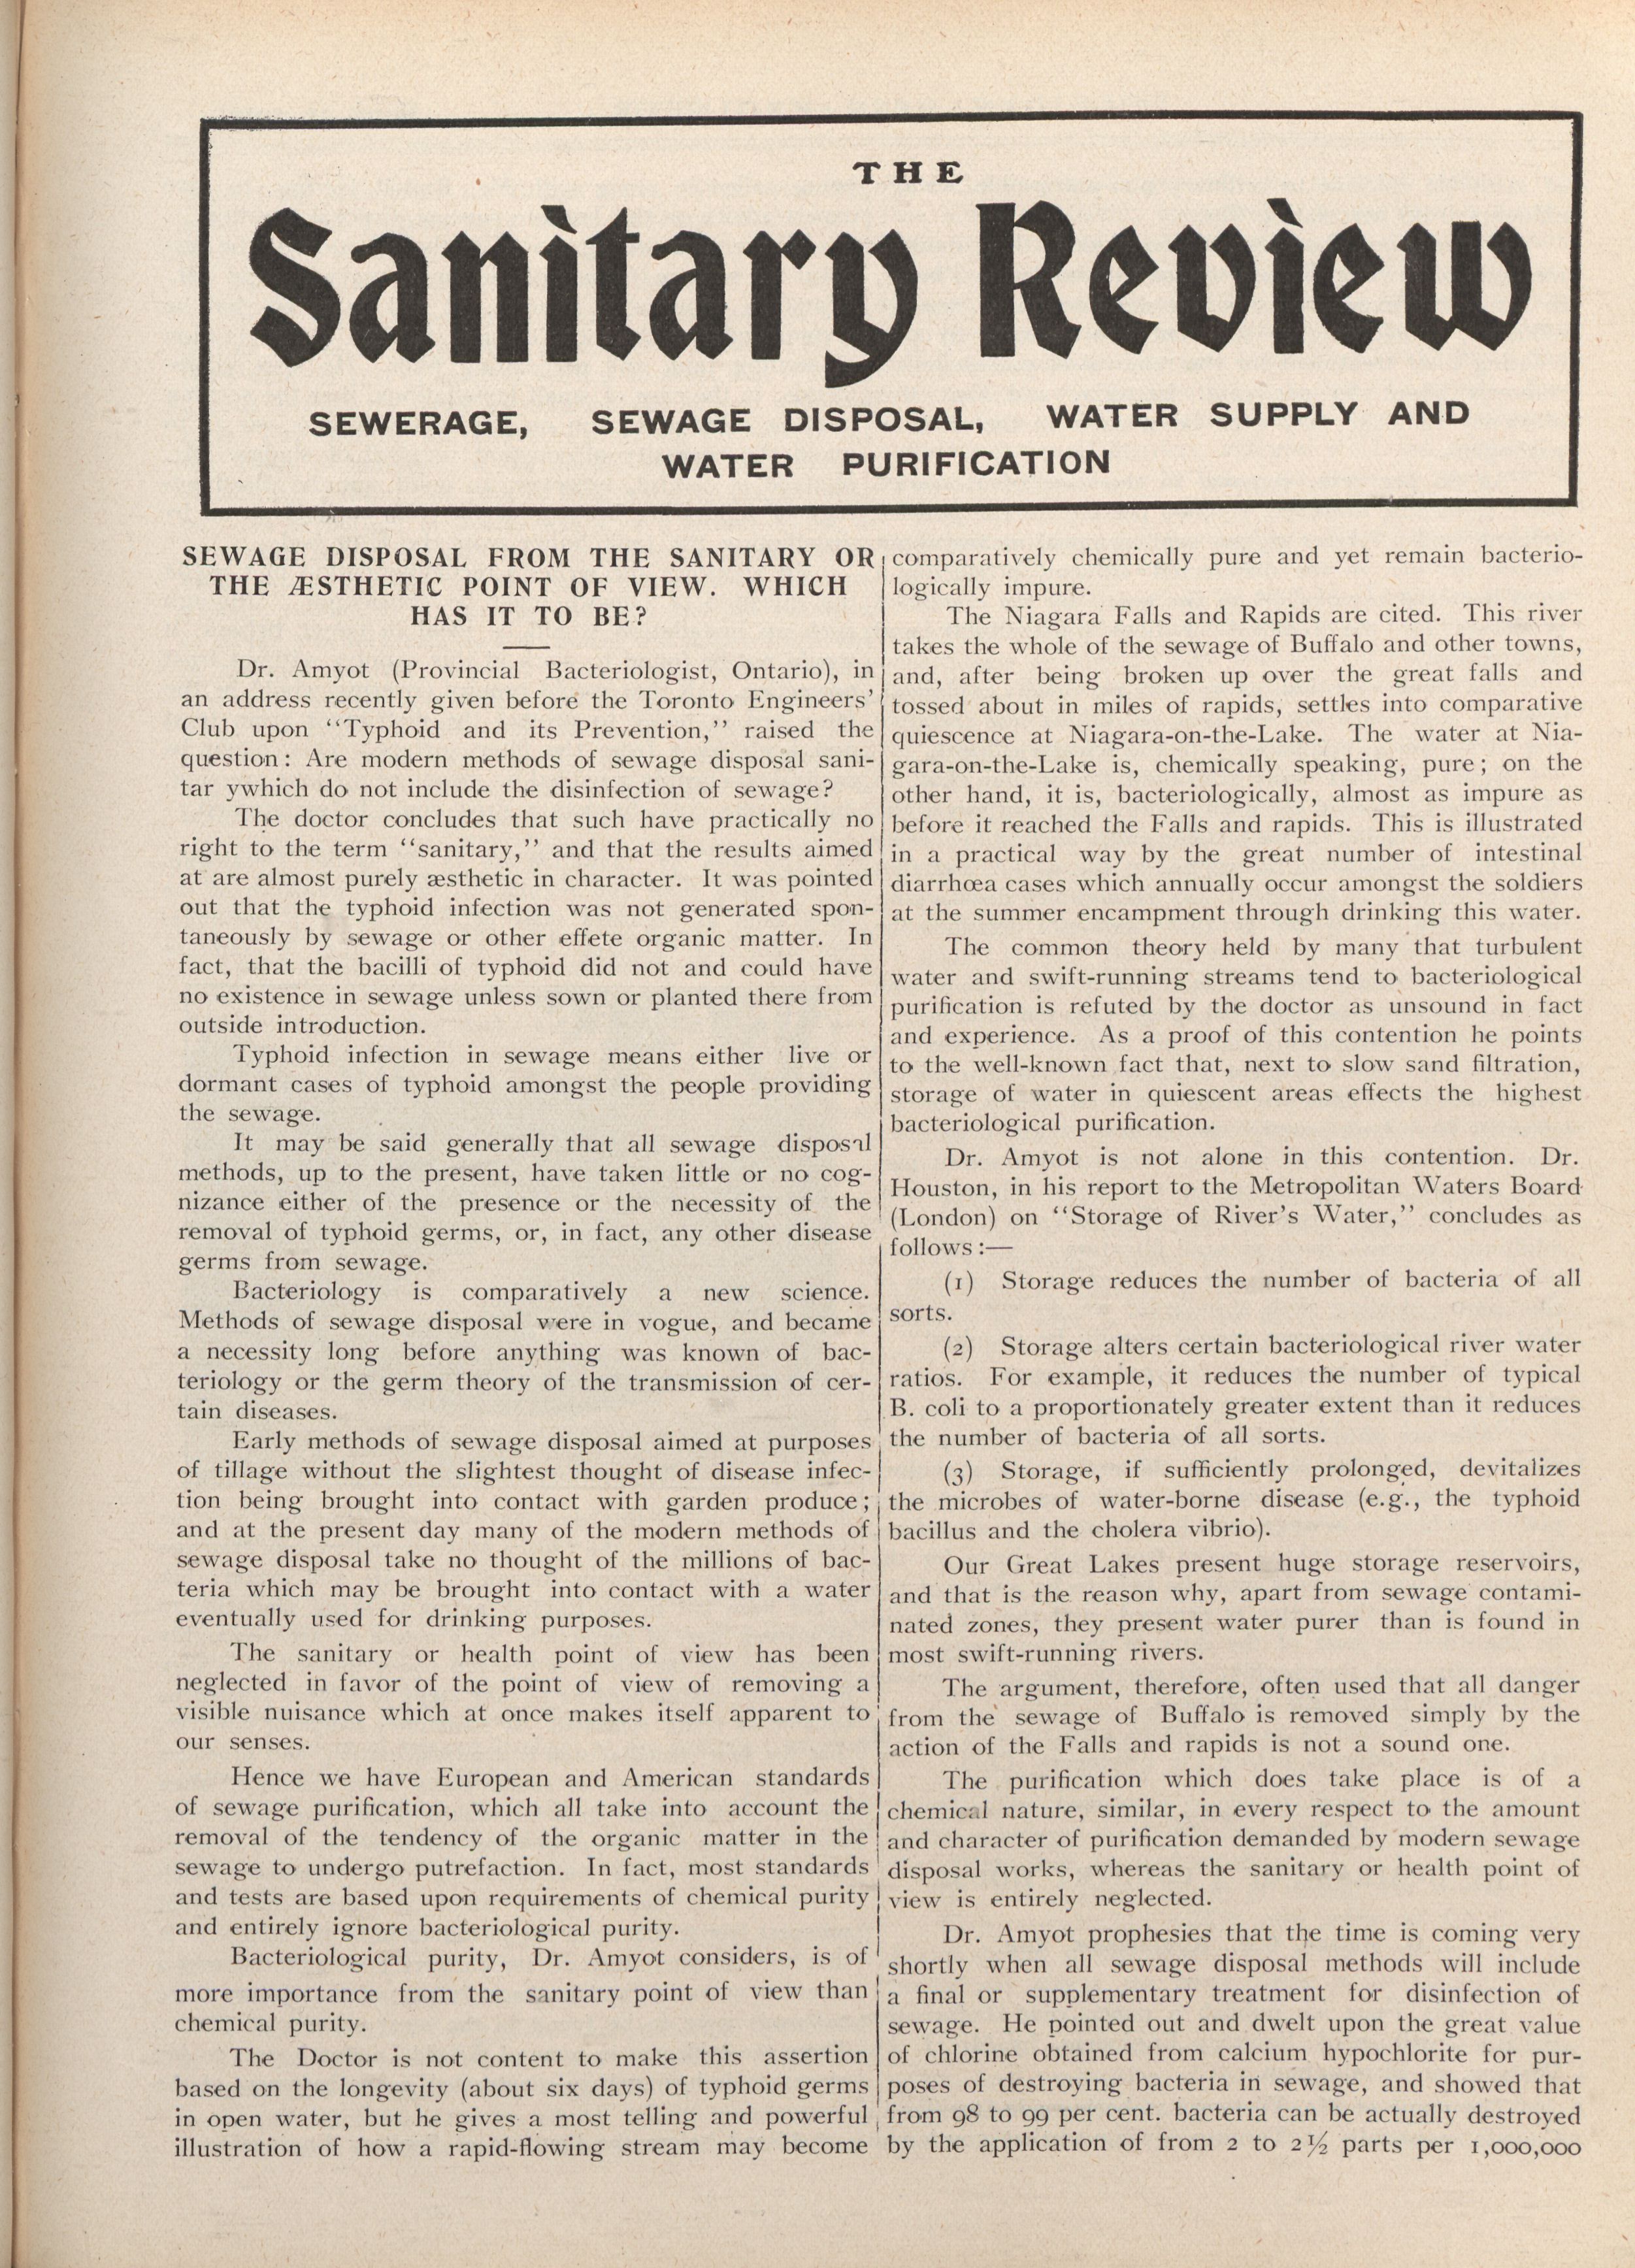 THE
Sanitary Review
SEWERAGE, SEWAGE DISPOSAL, WATER SUPPLY AND
WATER PURIFICATION
SEWAGE DISPOSAL FROM THE SANITARY OR
THE ÆSTHETIC POINT OF VIEW. WHICH
HAS IT TO BE?
Dr. Amyot (Provincial Bacteriologist, Ontario), in
an address recently given before the Toronto Engineers'
Club upon "Typhoid and its Prevention," raised the
question: Are modern methods of sewage disposal sani-
tar ywhich do not include the disinfection of sewage?
The doctor concludes that such have practically no
right to the term "sanitary," and that the results aimed
at are almost purely æsthetic in character. It was pointed
out that the typhoid infection was not generated spon-
taneously by sewage or other effete organic matter. In
fact, that the bacilli of typhoid did not and could have
no existence in sewage unless sown or planted there from
outside introduction.
Typhoid infection in sewage means either live or
dormant cases of typhoid amongst the people providing
the sewage.
It may be said generally that all sewage disposal
methods, up to the present, have taken little or no cog-
nizance either of the presence or the necessity of the
removal of typhoid germs, or, in fact, any other disease
germs from sewage.
Bacteriology is comparatively a new science.
Methods of sewage disposal were in vogue, and became
a necessity long before anything was known of bac-
teriology or the germ theory of the transmission of cer-
tain diseases.
Early methods of sewage disposal aimed at purposes
of tillage without the slightest thought of disease infec-
tion being brought into contact with garden produce;
and at the present day many of the modern methods of
sewage disposal take no thought of the millions of bac-
teria which may be brought into contact with a water
eventually used for drinking purposes.
The sanitary or health point of view has been
neglected in favor of the point of view of removing a
visible nuisance which at once makes itself apparent to
our senses.
Hence we have European and American standards
of sewage purification, which all take into account the
removal of the tendency of the organic matter in the
sewage to undergo putrefaction. In fact, most standards
and tests are based upon requirements of chemical purity
and entirely ignore bacteriological purity.
Bacteriological purity, Dr. Amyot considers, is of
more importance from the sanitary point of view than
chemical purity.
The Doctor is not content to make this assertion
based on the longevity (about six days) of typhoid germs
in open water, but he gives a most telling and powerful
illustration of how a rapid-flowing stream may become
comparatively chemically pure and yet remain bacterio-
logically impure.
The Niagara Falls and Rapids are cited. This river
takes the whole of the sewage of Buffalo and other towns,
and, after being broken up over the great falls and
tossed about in miles of rapids, settles into comparative
quiescence at Niagara-on-the-Lake. The water at Nia-
gara-on-the-Lake is, chemically speaking, pure; on the
other hand, it is, bacteriologically, almost as impure as
before it reached the Falls and rapids. This is illustrated
in a practical way by the great number of intestinal
diarrhœa cases which annually occur amongst the soldiers
at the summer encampment through drinking this water.
The common theory held by many that turbulent
water and swift-running streams tend to bacteriological
purification is refuted by the doctor as unsound in fact
and experience. As a proof of this contention he points
to the well-known fact that, next to slow sand filtration,
storage of water in quiescent areas effects the highest
bacteriological purification.
Dr. Amyot is not alone in this contention. Dr.
Houston, in his report to the Metropolitan Waters Board
(London) on "Storage of River's Water," concludes as
follows:—
(1) Storage reduces the number of bacteria of all
sorts.
(2) Storage alters certain bacteriological river water
ratios. For example, it reduces the number of typical
B. coli to a proportionately greater extent than it reduces
the number of bacteria of all sorts.
(3) Storage, if sufficiently prolonged, devitalizes
the microbes of water-borne disease (e.g., the typhoid
bacillus and the cholera vibrio).
Our Great Lakes present huge storage reservoirs,
and that is the reason why, apart from sewage contami-
nated zones, they present water purer than is found in
most swift-running rivers.
The argument, therefore, often used that all danger
from the sewage of Buffalo is removed simply by the
action of the Falls and rapids is not a sound one.
The purification which does take place is of a
chemical nature, similar, in every respect to the amount
and character of purification demanded by modern sewage
disposal works, whereas the sanitary or health point of
view is entirely neglected.
Dr. Amyot prophesies that the time is coming very
shortly when all sewage disposal methods will include
a final or supplementary treatment for disinfection of
sewage. He pointed out and dwelt upon the great value
of chlorine obtained from calcium hypochlorite for pur-
poses of destroying bacteria in sewage, and showed that
from 98 to 99 per cent. bacteria can be actually destroyed
by the application of from 2 to 2½ parts per 1,000,000